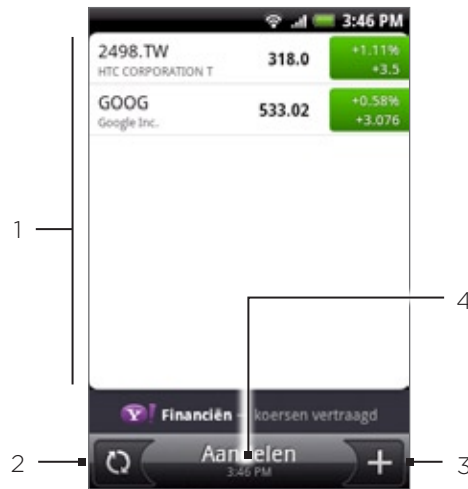 3:46 PM
2498.TW 318.0 +1.11%
HTC CORPORATION T +3.5
GOOG 533.02 +0.58%
Google Inc. +3.076
1
4
Y! Financiën - koersen vertraagd
2 Aandelen 3
3:46 PM